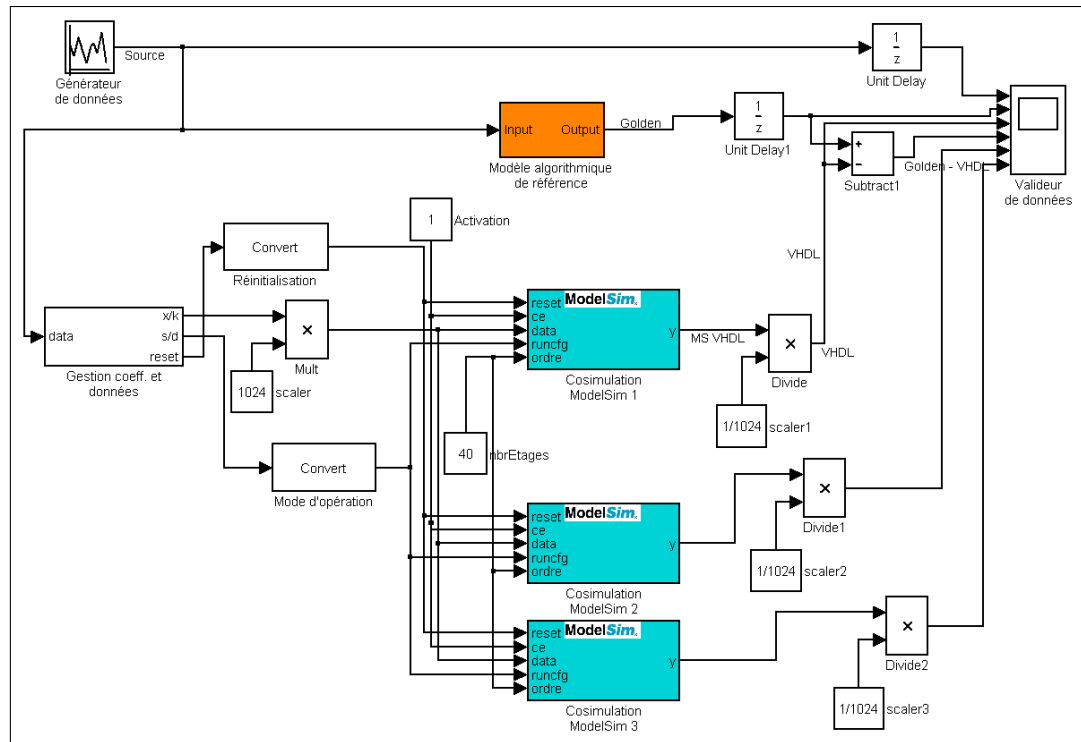 Source
Générateur
de données
1
z
Unit Delay
Input
Output
Golden
Modèle algorithmique
de référence
1
z
Unit Delay1
+
−
Subtract1
Golden - VHDL
Valideur
de données
1
Activation
VHDL
Convert
Réinitialisation
data
x/k
s/d
reset
Gestion coeff. et
données
×
Mult
1024
scaler
reset
ce
data
runcfg
ordre
ModelSim
y
Cosimulation
ModelSim 1
MS VHDL
×
Divide
VHDL
1/1024
scaler1
40
nbrEtages
Convert
Mode d'opération
reset
ce
data
runcfg
ordre
ModelSim
y
Cosimulation
ModelSim 2
×
Divide1
1/1024
scaler2
reset
ce
data
runcfg
ordre
ModelSim
y
Cosimulation
ModelSim 3
×
Divide2
1/1024
scaler3